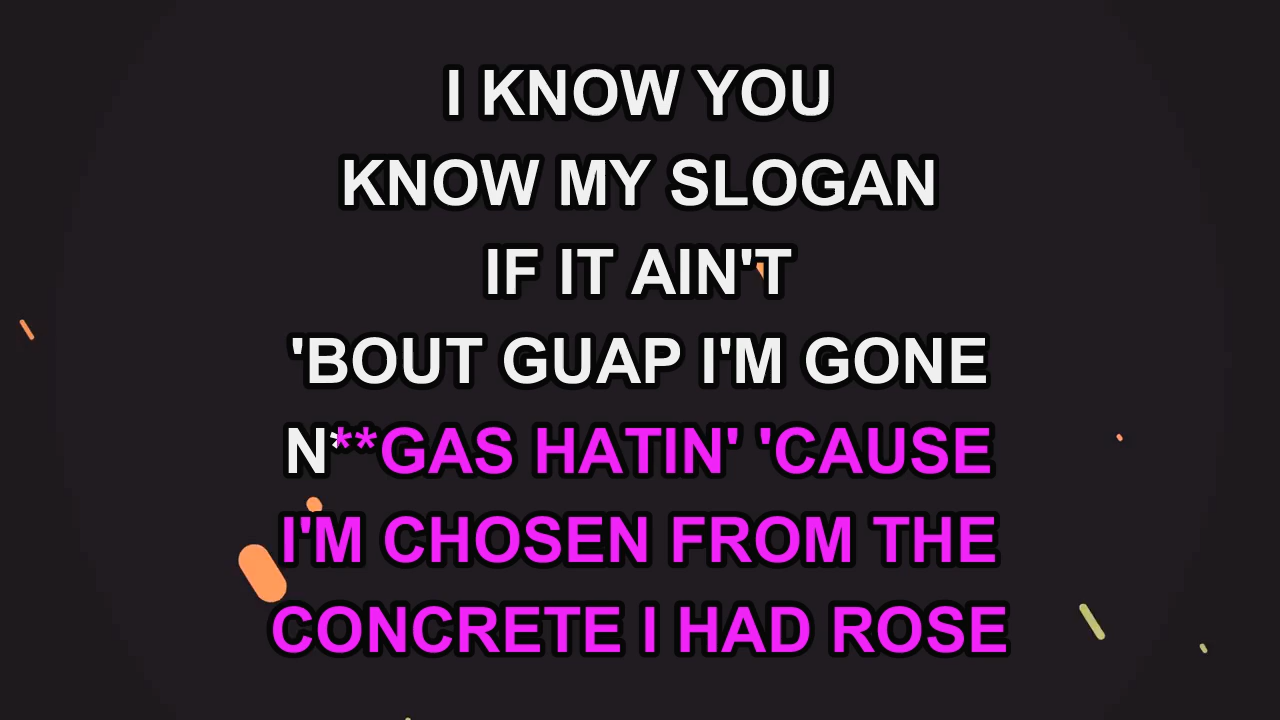 I KNOW YOU
KNOW MY SLOGAN
IF IT AIN'T
'BOUT GUAP I'M GONE
N**GAS HATIN' 'CAUSE
I'M CHOSEN FROM THE
CONCRETE I HAD ROSE